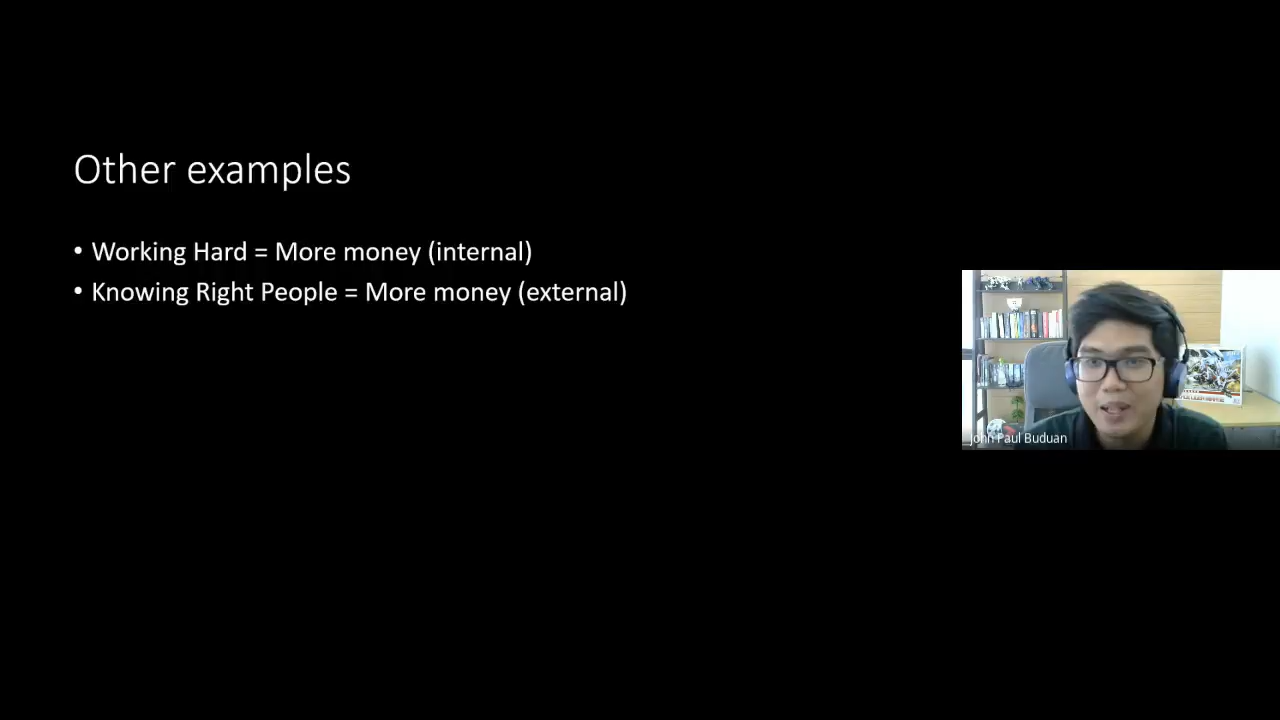 Other examples
• Working Hard = More money (internal)
• Knowing Right People = More money (external)
John Paul Buduan